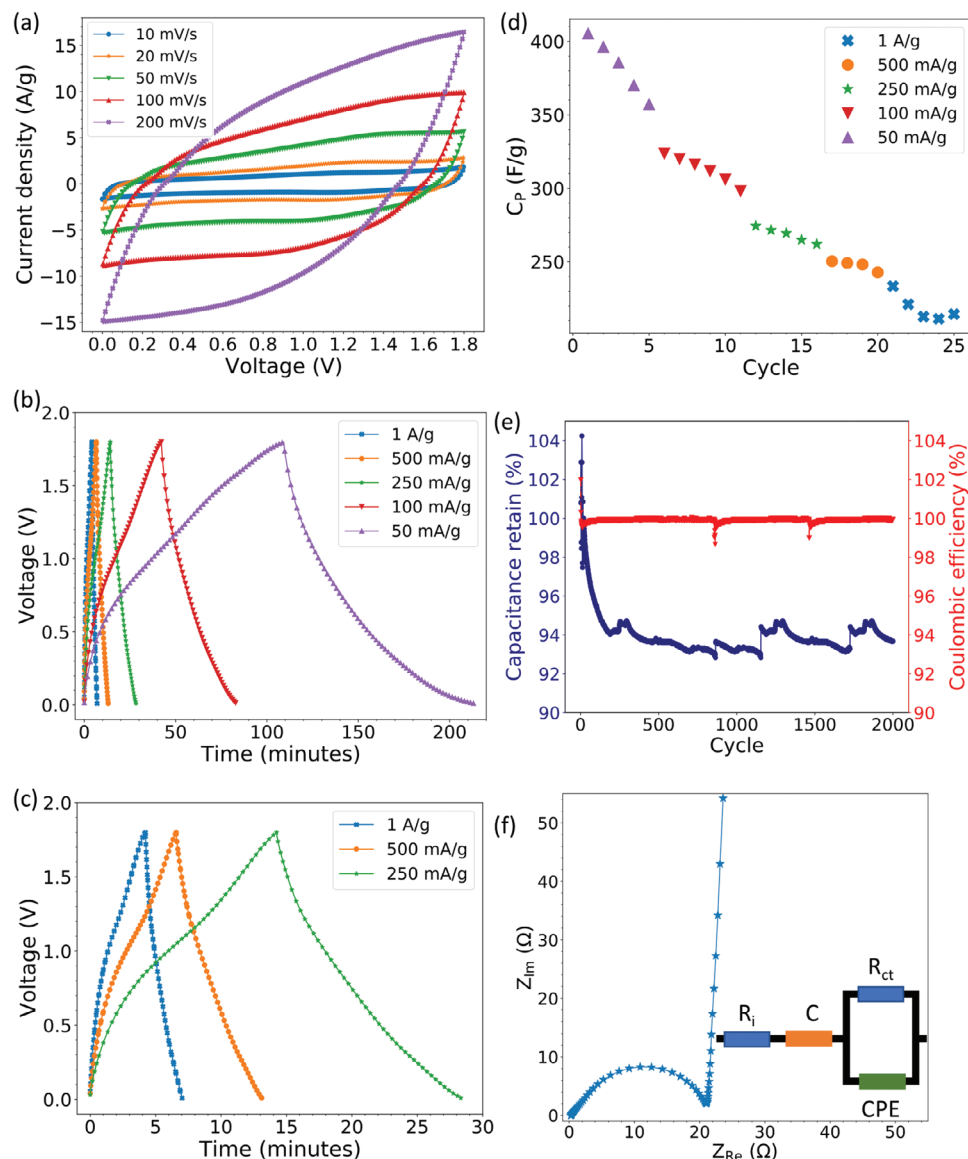 (a)
10 mV/s
20 mV/s
50 mV/s
100 mV/s
200 mV/s
15
10
5
0
−5
−10
−15
Current density (A/g)
0.0 0.2 0.4 0.6 0.8 1.0 1.2 1.4 1.6 1.8
Voltage (V)
(d)
1 A/g
500 mA/g
250 mA/g
100 mA/g
50 mA/g
400
350
300
250
C_P (F/g)
0 5 10 15 20 25
Cycle
(b)
1 A/g
500 mA/g
250 mA/g
100 mA/g
50 mA/g
2.0
1.5
1.0
0.5
0.0
Voltage (V)
0 50 100 150 200
Time (minutes)
(e)
104
102
100
98
96
94
92
90
Capacitance retain (%)
104
102
100
98
96
94
92
90
Coulombic efficiency (%)
0 500 1000 1500 2000
Cycle
(c)
1 A/g
500 mA/g
250 mA/g
2.0
1.5
1.0
0.5
0.0
Voltage (V)
0 5 10 15 20 25 30
Time (minutes)
(f)
50
40
30
20
10
0
Z_Im (Ω)
R_i
C
R_ct
CPE
0 10 20 30 40 50
Z_Re (Ω)